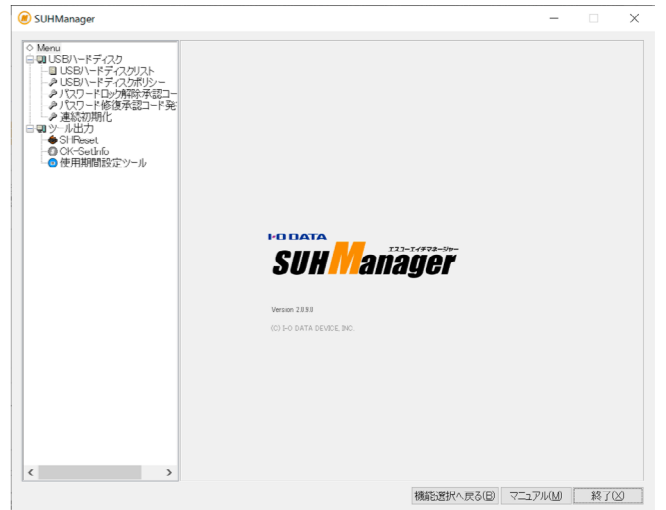 SUHManager
Menu
USBハードディスク
USBハードディスクリスト
USBハードディスクポリシー
パスワードロック解除承認コー
パスワード修復承認コード発
連続初期化
ツール出力
SHReset
CK-SetInfo
使用期間設定ツール
I-O DATA
エスユーエイチマネージャー
SUHManager
Version 2.0.9.0
(C) I-O DATA DEVICE, INC.
機能選択へ戻る(B) マニュアル(M) 終了(X)